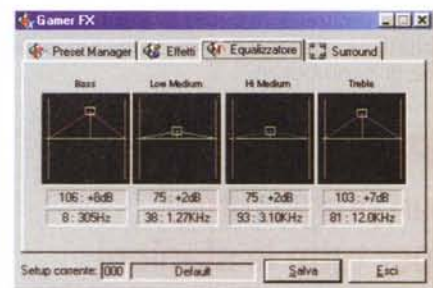 Gamer FX
Preset Manager Effetti Equalizzatore Surround
Bass Low Medium Hi Medium Treble
106 : +8dB 75 : +2dB 75 : +2dB 103 : +7dB
8 : 305Hz 38 : 1.27KHz 93 : 3.10KHz 81 : 12.0KHz
Setup corrente: 000 Default Salva Esci